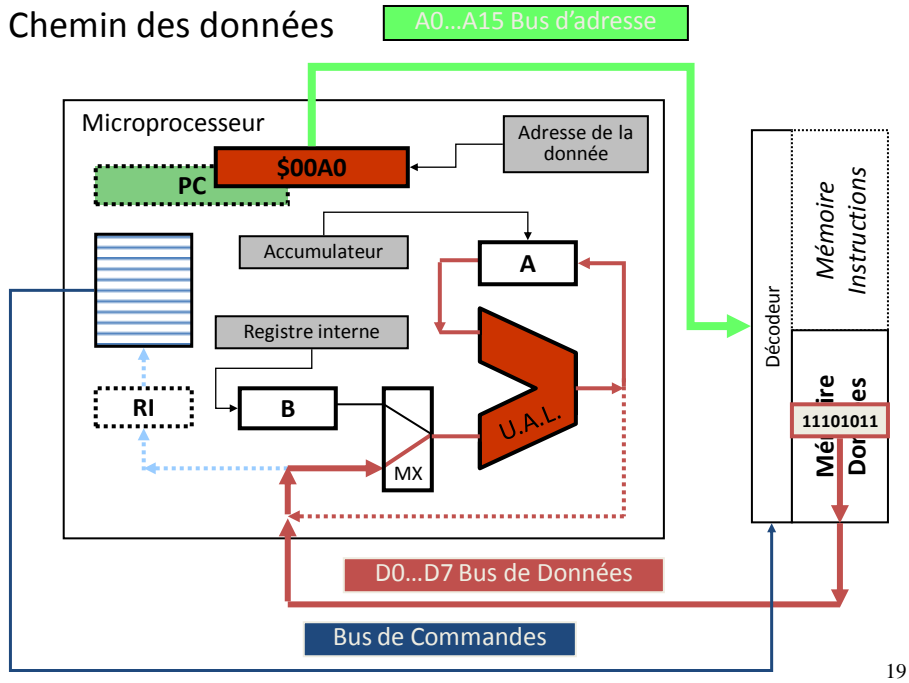 Chemin des données
A0...A15 Bus d'adresse
Microprocesseur
Adresse de la
donnée
$00A0
PC
Accumulateur
A
Registre interne
RI
B
MX
U.A.L.
Décodeur
Mémoire
Instructions
11101011
D0...D7 Bus de Données
Bus de Commandes
19